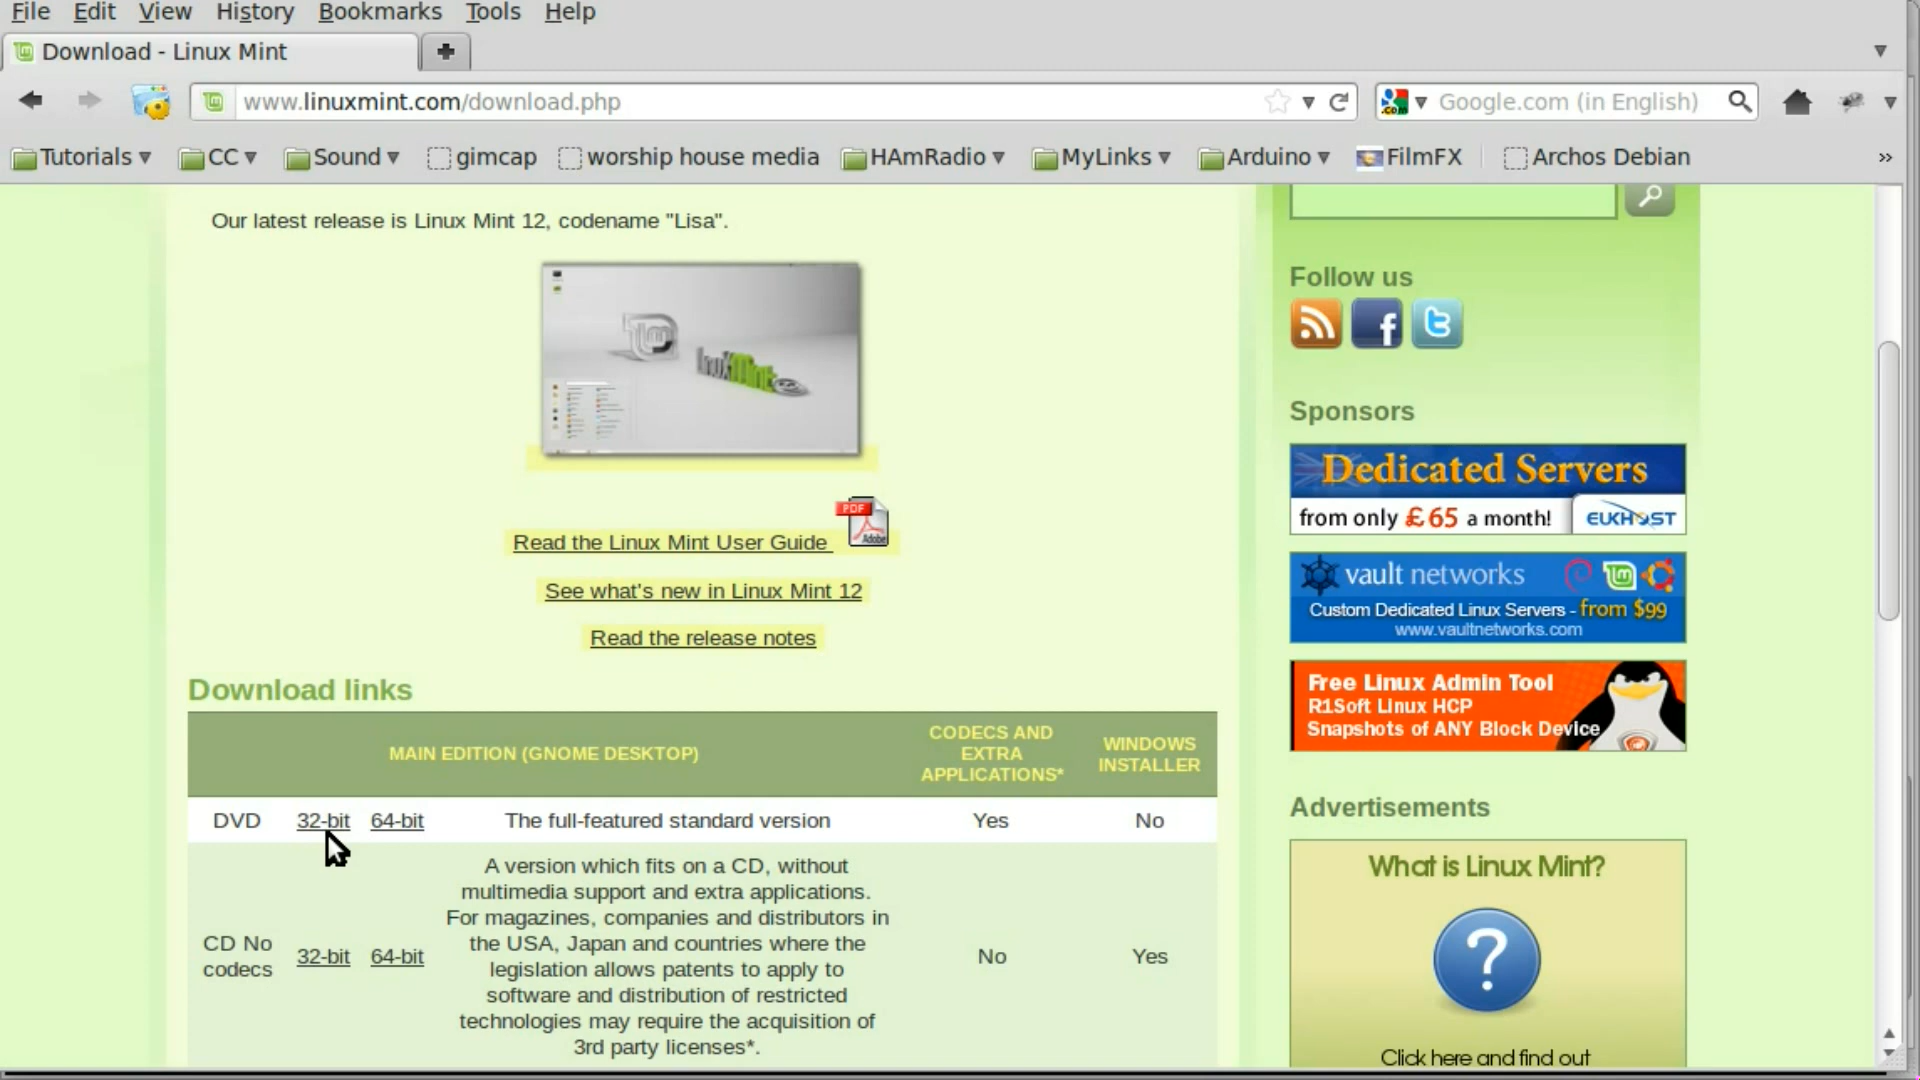 File Edit View History Bookmarks Tools Help
Download - Linux Mint
www.linuxmint.com/download.php
Google.com (in English)
Tutorials CC Sound gimcap worship house media HAmRadio MyLinks Arduino FilmFX Archos Debian »
Our latest release is Linux Mint 12, codename "Lisa".
linuxMint
PDF
Adobe
Read the Linux Mint User Guide
See what's new in Linux Mint 12
Read the release notes
Download links
MAIN EDITION (GNOME DESKTOP)
CODECS AND
EXTRA
APPLICATIONS*
WINDOWS
INSTALLER
DVD 32-bit 64-bit The full-featured standard version Yes No
CD No
codecs
32-bit 64-bit
A version which fits on a CD, without
multimedia support and extra applications.
For magazines, companies and distributors in
the USA, Japan and countries where the
legislation allows patents to apply to
software and distribution of restricted
technologies may require the acquisition of
3rd party licenses*.
No Yes
Follow us
Sponsors
Dedicated Servers
from only £65 a month! EUKHOST
vault networks
Custom Dedicated Linux Servers - from $99
www.vaultnetworks.com
Free Linux Admin Tool
R1Soft Linux HCP
Snapshots of ANY Block Device
Advertisements
What is Linux Mint?
?
Click here and find out